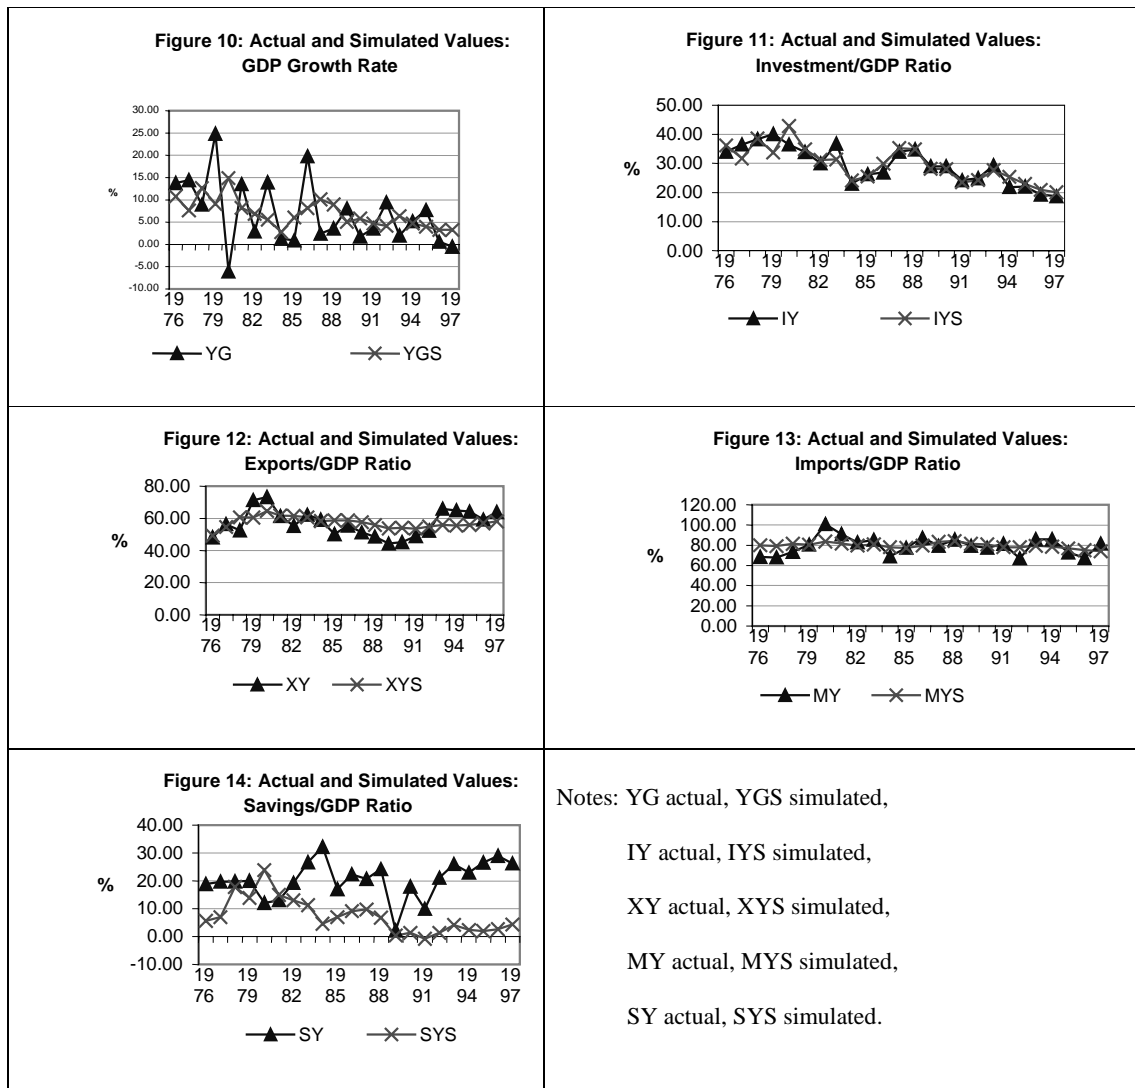 Figure 10: Actual and Simulated Values:
GDP Growth Rate
30.00
25.00
20.00
15.00
10.00
5.00
0.00
-5.00
-10.00
%
19 19 19 19 19 19 19 19
76 79 82 85 88 91 94 97
YG YGS
Figure 11: Actual and Simulated Values:
Investment/GDP Ratio
50.00
40.00
30.00
20.00
10.00
0.00
%
19 19 19 19 19 19 19 19
76 79 82 85 88 91 94 97
IY IYS
Figure 12: Actual and Simulated Values:
Exports/GDP Ratio
80.00
60.00
40.00
20.00
0.00
%
19 19 19 19 19 19 19 19
76 79 82 85 88 91 94 97
XY XYS
Figure 13: Actual and Simulated Values:
Imports/GDP Ratio
120.00
100.00
80.00
60.00
40.00
20.00
0.00
%
19 19 19 19 19 19 19 19
76 79 82 85 88 91 94 97
MY MYS
Figure 14: Actual and Simulated Values:
Savings/GDP Ratio
40.00
30.00
20.00
10.00
0.00
-10.00
%
19 19 19 19 19 19 19 19
76 79 82 85 88 91 94 97
SY SYS
Notes: YG actual, YGS simulated,
IY actual, IYS simulated,
XY actual, XYS simulated,
MY actual, MYS simulated,
SY actual, SYS simulated.